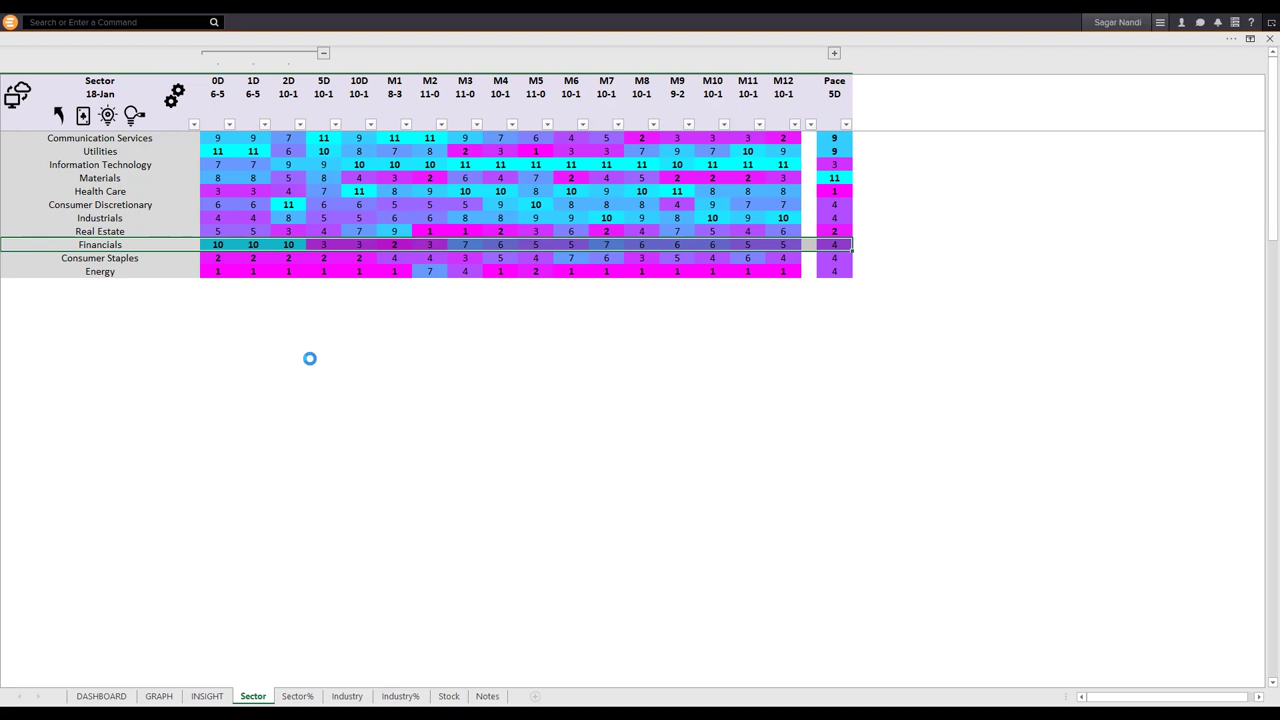 Search or Enter a Command
Sagar Nandi
Sector 0D 1D 2D 5D 10D M1 M2 M3 M4 M5 M6 M7 M8 M9 M10 M11 M12 Pace
18-Jan 6-5 6-5 10-1 10-1 10-1 8-3 11-0 11-0 10-1 11-0 10-1 10-1 10-1 9-2 10-1 10-1 10-1 5D
Communication Services 9 9 7 11 9 11 11 9 7 6 4 5 2 3 3 3 2 9
Utilities 11 11 6 10 8 7 8 2 3 1 3 3 7 9 7 10 9 9
Information Technology 7 7 9 9 10 10 10 11 11 11 11 11 11 10 11 11 11 3
Materials 8 8 5 8 4 3 2 6 4 7 2 4 5 2 2 2 3 11
Health Care 3 3 4 7 11 8 9 10 10 8 10 9 10 11 8 8 8 1
Consumer Discretionary 6 6 11 6 6 5 5 5 9 10 8 8 8 4 9 7 7 4
Industrials 4 4 8 5 5 6 6 8 8 9 9 10 9 8 10 9 10 4
Real Estate 5 5 3 4 7 9 1 1 2 3 6 2 4 7 5 4 6 2
Financials 10 10 10 3 3 2 3 7 6 5 5 7 6 6 6 5 5 4
Consumer Staples 2 2 2 2 2 4 4 3 5 4 7 6 3 5 4 6 4 4
Energy 1 1 1 1 1 1 7 4 1 2 1 1 1 1 1 1 1 4
DASHBOARD GRAPH INSIGHT Sector Sector% Industry Industry% Stock Notes